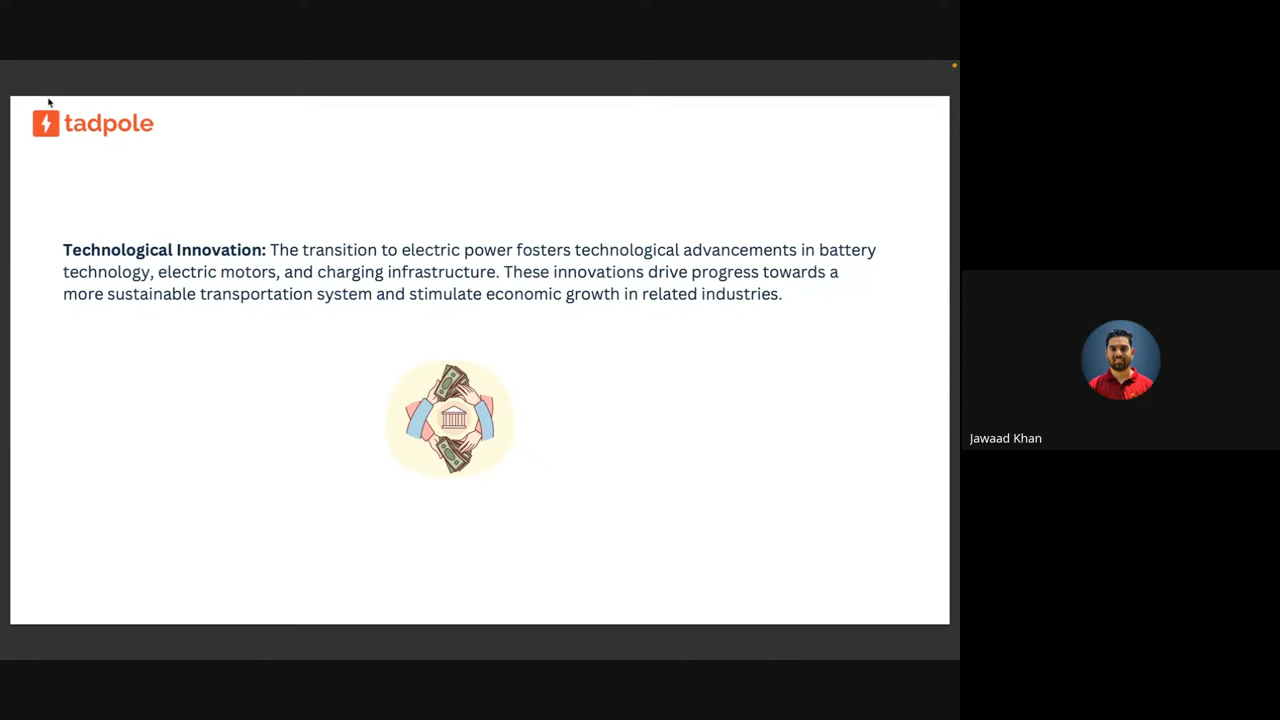 tadpole
Technological Innovation: The transition to electric power fosters technological advancements in battery
technology, electric motors, and charging infrastructure. These innovations drive progress towards a
more sustainable transportation system and stimulate economic growth in related industries.
Jawaad Khan